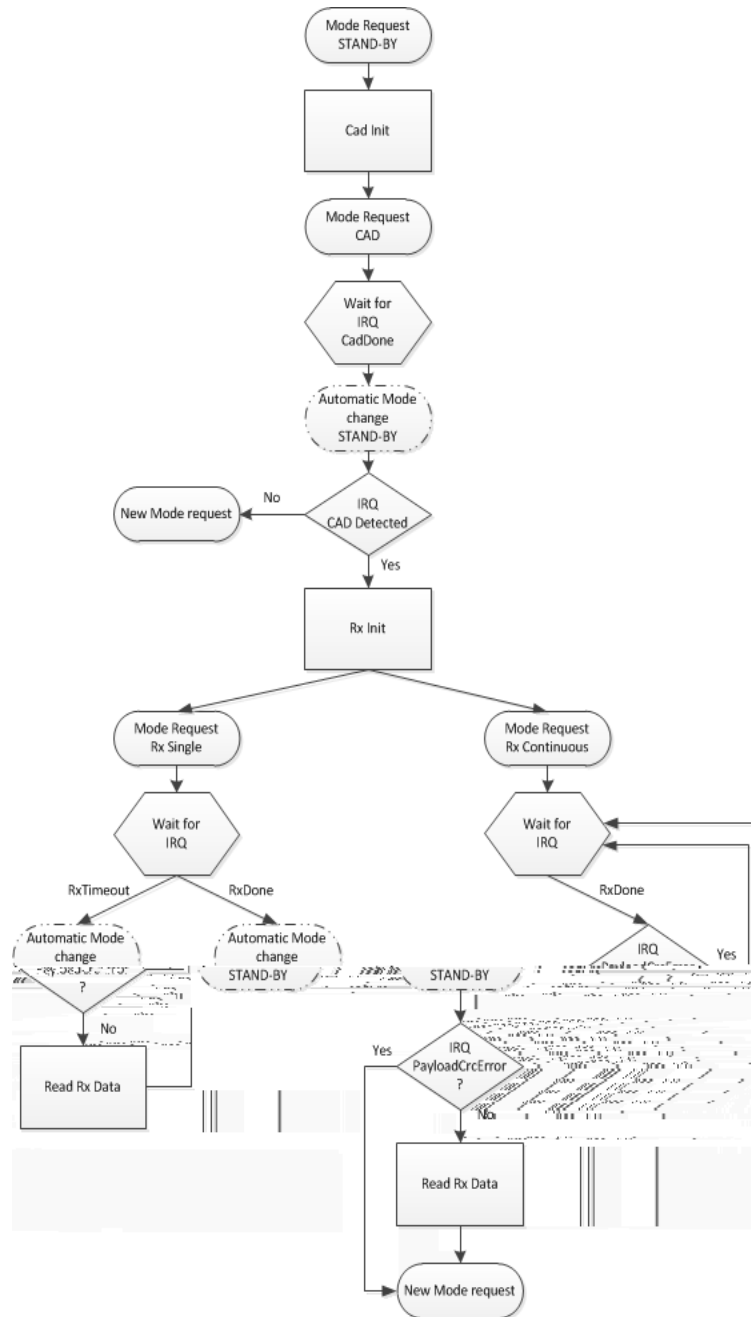 Mode Request
STAND-BY
Cad Init
Mode Request
CAD
Wait for
IRQ
CadDone
Automatic Mode
change
STAND-BY
No
New Mode request
IRQ
CAD Detected
Yes
Rx Init
Mode Request
Rx Single
Mode Request
Rx Continuous
Wait for
IRQ
Wait for
IRQ
RxTimeout
RxDone
RxDone
Automatic Mode
change
Automatic Mode
change
IRQ
Yes
STAND-BY
STAND-BY
?
No
Yes
IRQ
PayloadCrcError
?
Read Rx Data
No
Read Rx Data
New Mode request